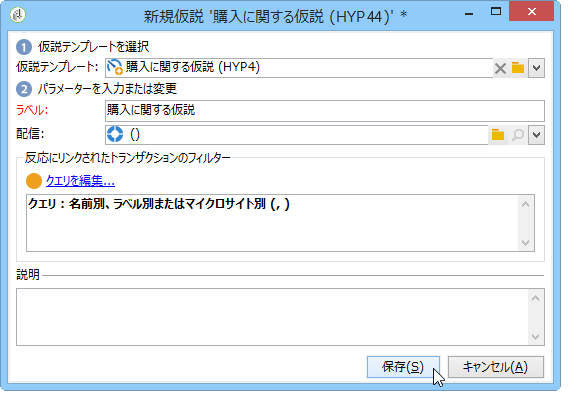 新規仮説 '購入に関する仮説 (HYP44)' *
1 仮説テンプレートを選択
仮説テンプレート: 購入に関する仮説 (HYP4)
2 パラメーターを入力または変更
ラベル: 購入に関する仮説
配信: ()
反応にリンクされたトランザクションのフィルター
クエリを編集...
クエリ : 名前別、ラベル別またはマイクロサイト別 (, )
説明
保存(S) キャンセル(A)